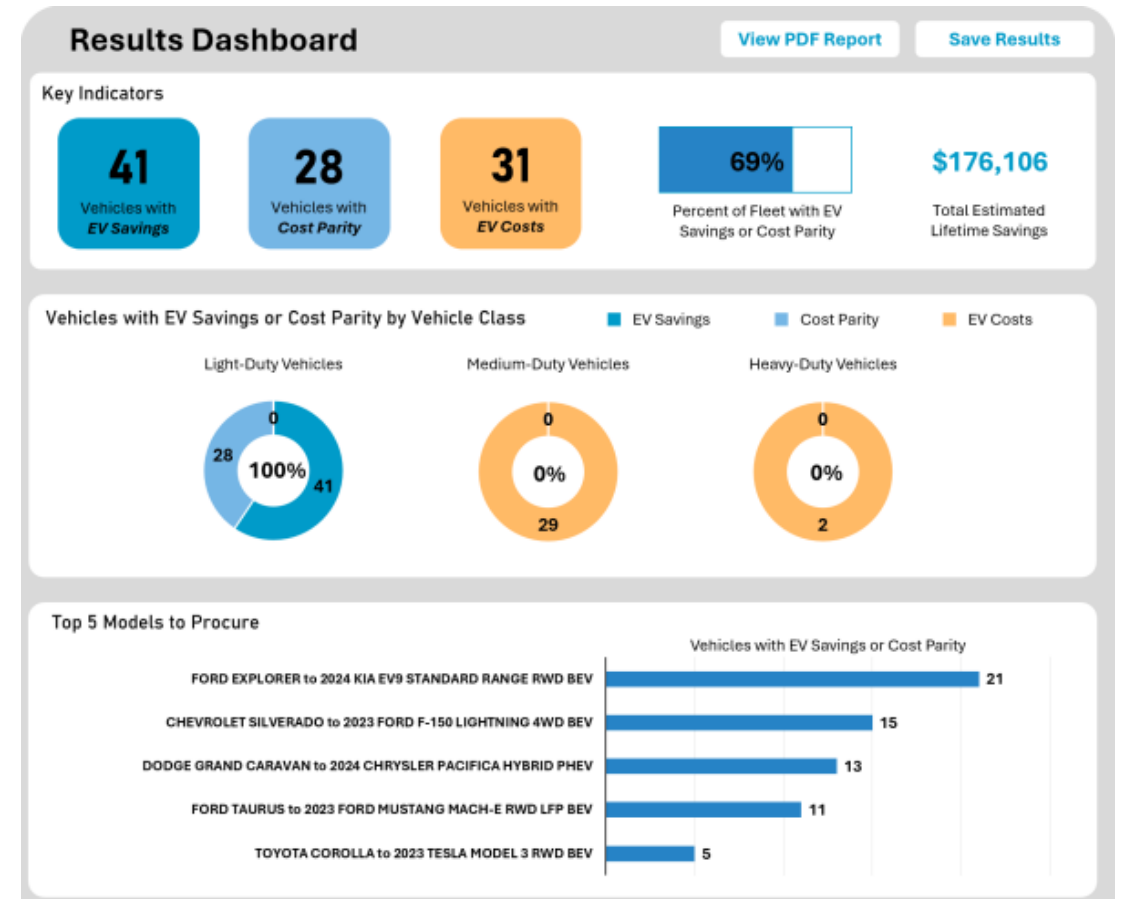 Results Dashboard
View PDF Report
Save Results
Key Indicators
41
Vehicles with
EV Savings
28
Vehicles with
Cost Parity
31
Vehicles with
EV Costs
69%
Percent of Fleet with EV
Savings or Cost Parity
$176,106
Total Estimated
Lifetime Savings
Vehicles with EV Savings or Cost Parity by Vehicle Class
EV Savings
Cost Parity
EV Costs
Light-Duty Vehicles
0
28
100%
41
Medium-Duty Vehicles
0
0%
29
Heavy-Duty Vehicles
0
0%
2
Top 5 Models to Procure
Vehicles with EV Savings or Cost Parity
FORD EXPLORER to 2024 KIA EV9 STANDARD RANGE RWD BEV
21
CHEVROLET SILVERADO to 2023 FORD F-150 LIGHTNING 4WD BEV
15
DODGE GRAND CARAVAN to 2024 CHRYSLER PACIFICA HYBRID PHEV
13
FORD TAURUS to 2023 FORD MUSTANG MACH-E RWD LFP BEV
11
TOYOTA COROLLA to 2023 TESLA MODEL 3 RWD BEV
5